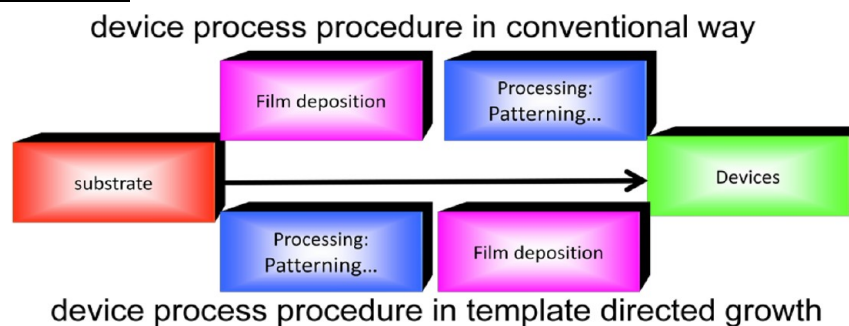 device process procedure in conventional way
Film deposition
Processing:
Patterning...
substrate
Devices
Processing:
Patterning...
Film deposition
device process procedure in template directed growth